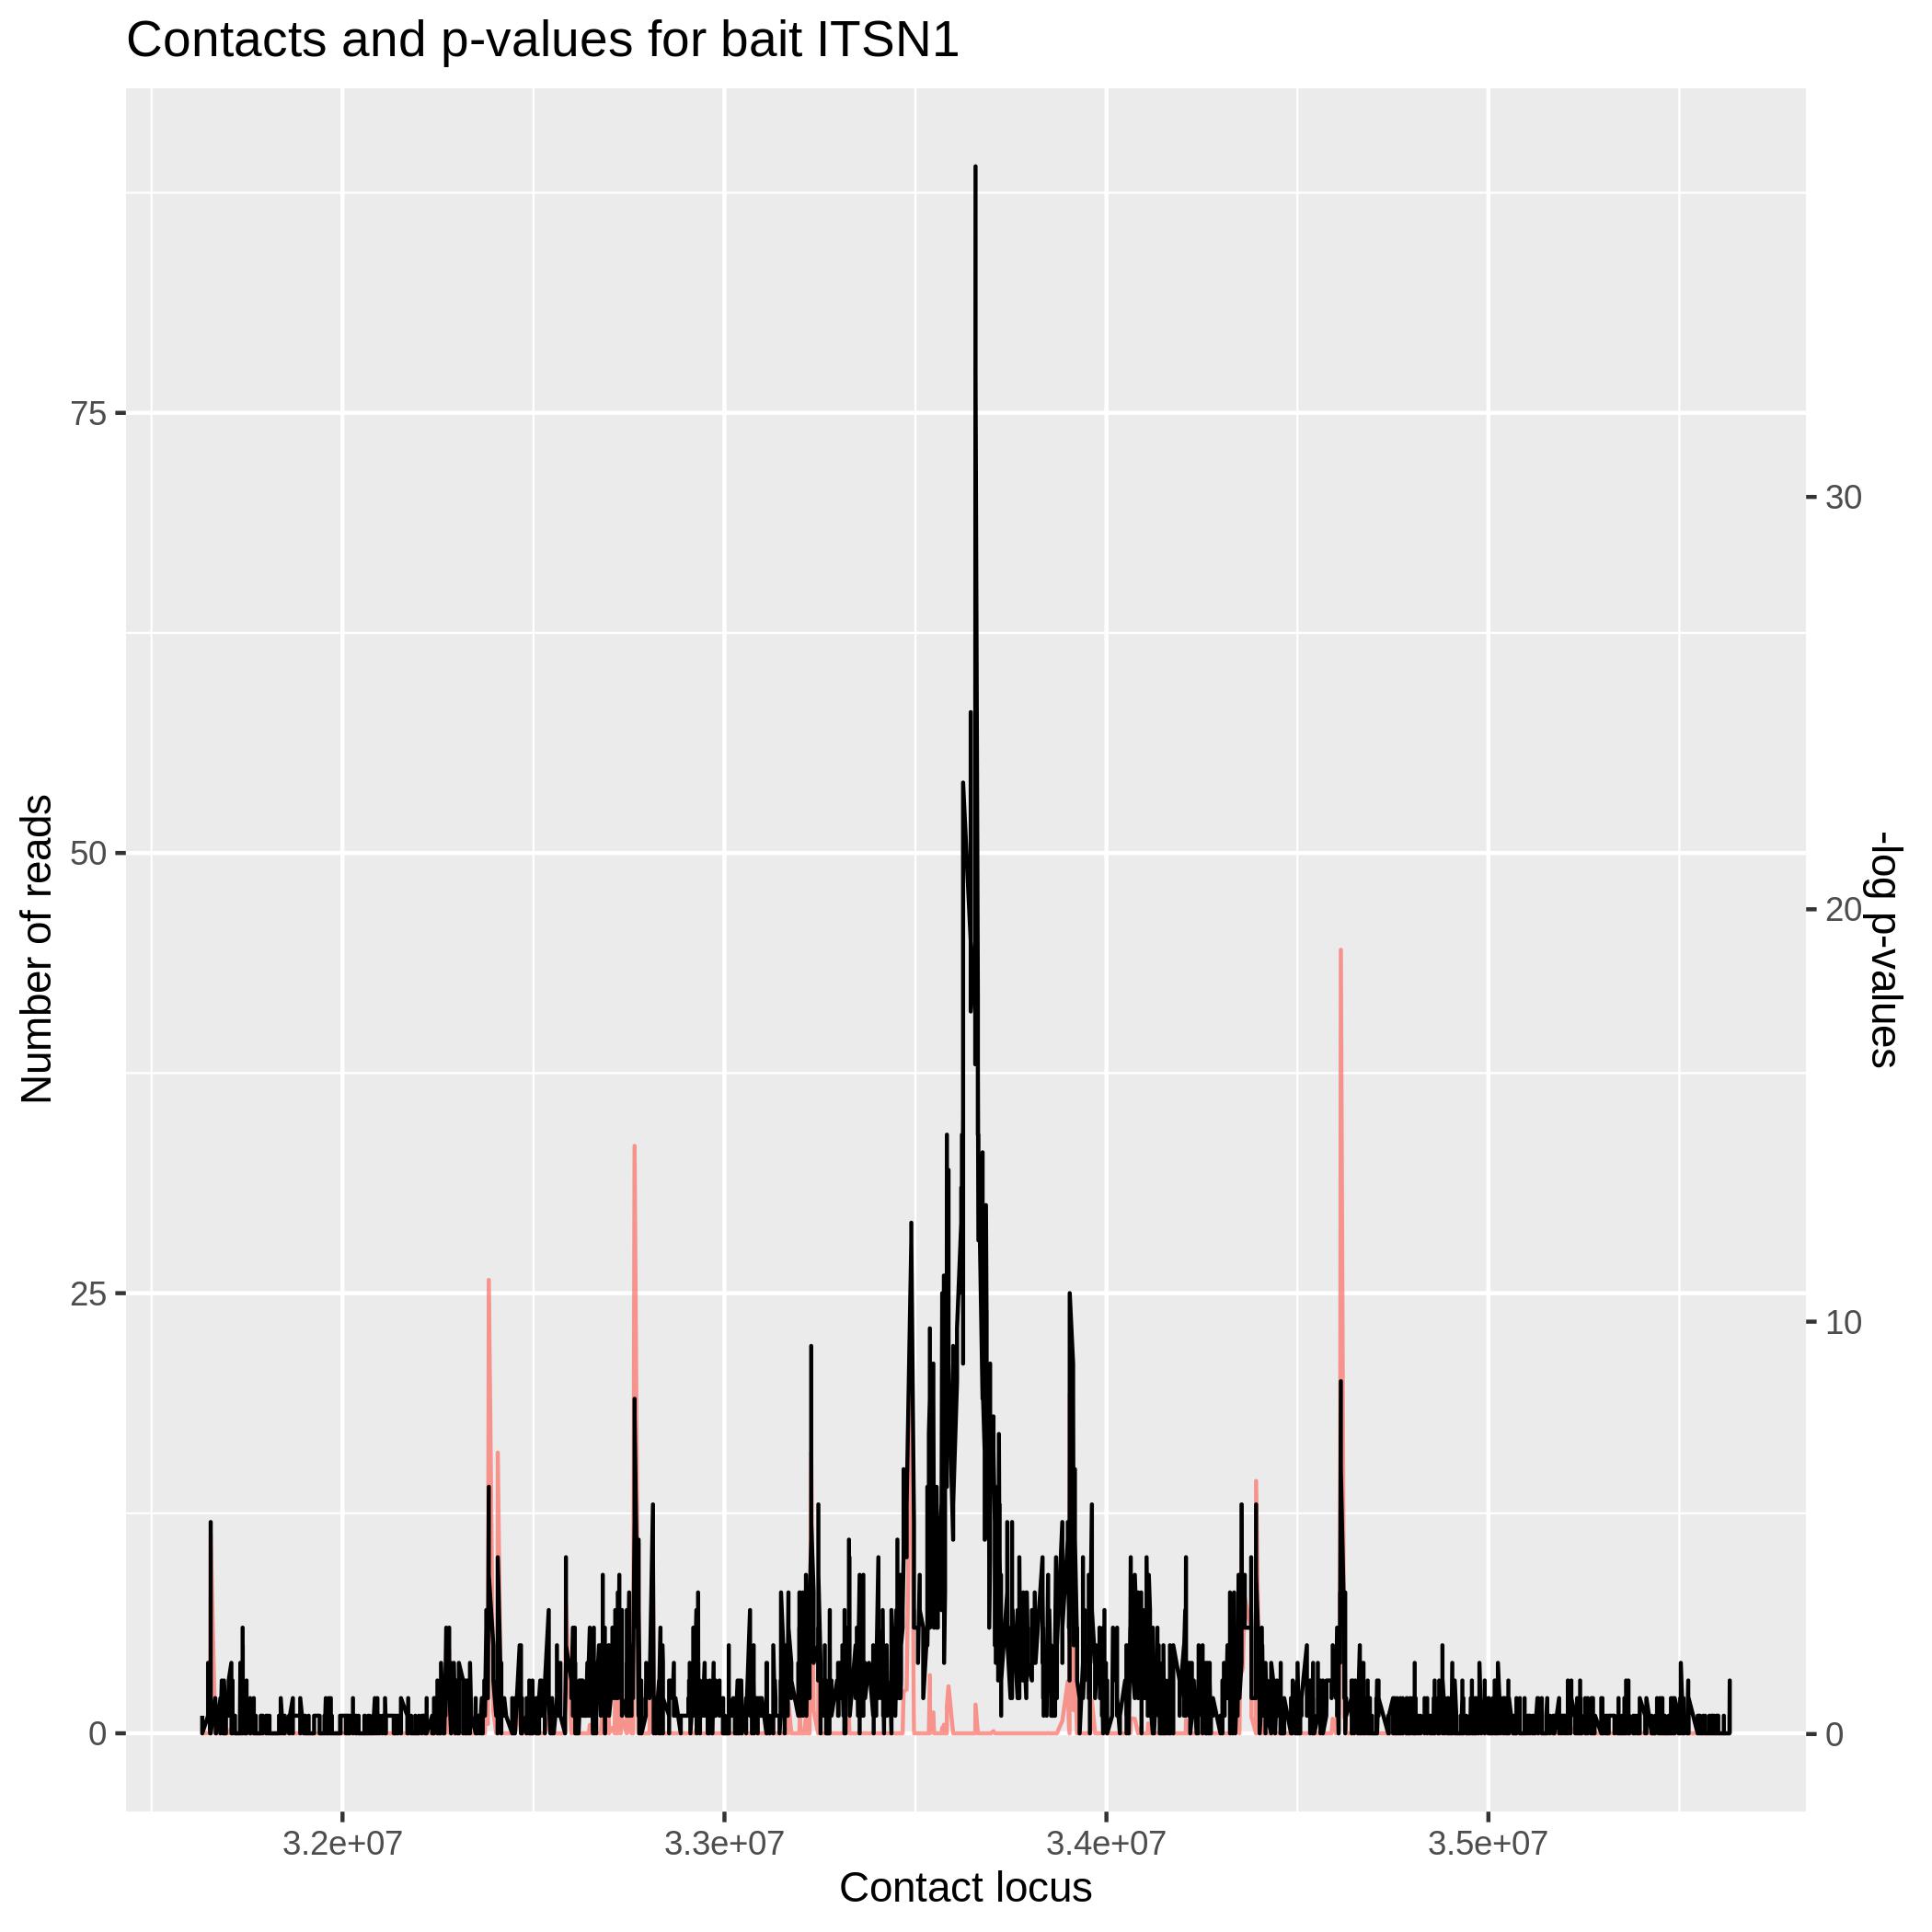 Contacts and p-values for bait ITSN1
75
50
25
0
Number of reads
30
20
10
0
-log p-values
3.2e+07
3.3e+07
3.4e+07
3.5e+07
Contact locus